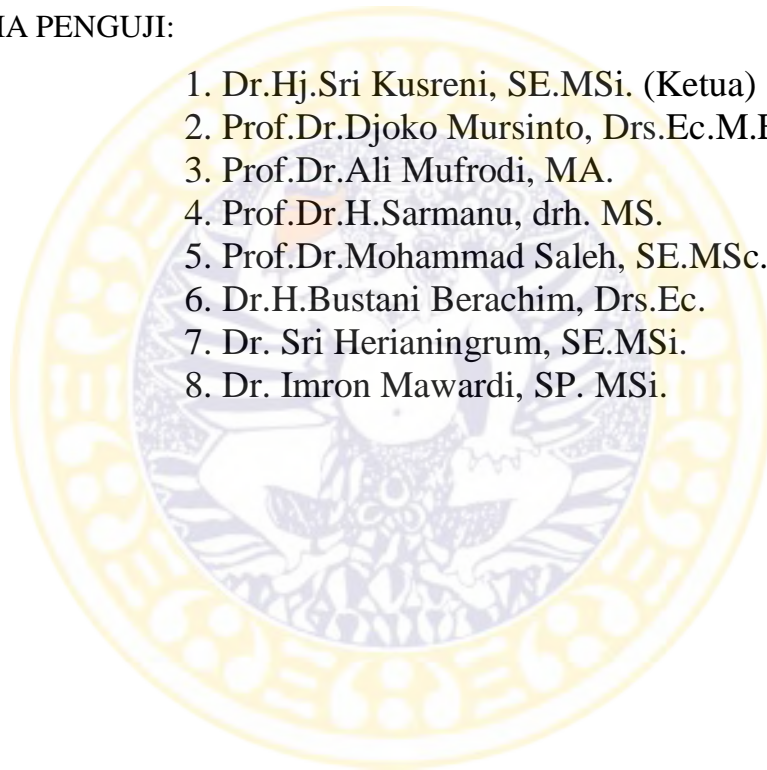 PENGUJI:
1. Dr.Hj.Sri Kusreni, SE.MSi. (Ketua)
2. Prof.Dr.Djoko Mursinto, Drs.Ec.M.
3. Prof.Dr.Ali Mufrodi, MA.
4. Prof.Dr.H.Sarmanu, drh. MS.
5. Prof.Dr.Mohammad Saleh, SE.MSc.
6. Dr.H.Bustani Berachim, Drs.Ec.
7. Dr. Sri Herianingrum, SE.MSi.
8. Dr. Imron Mawardi, SP. MSi.